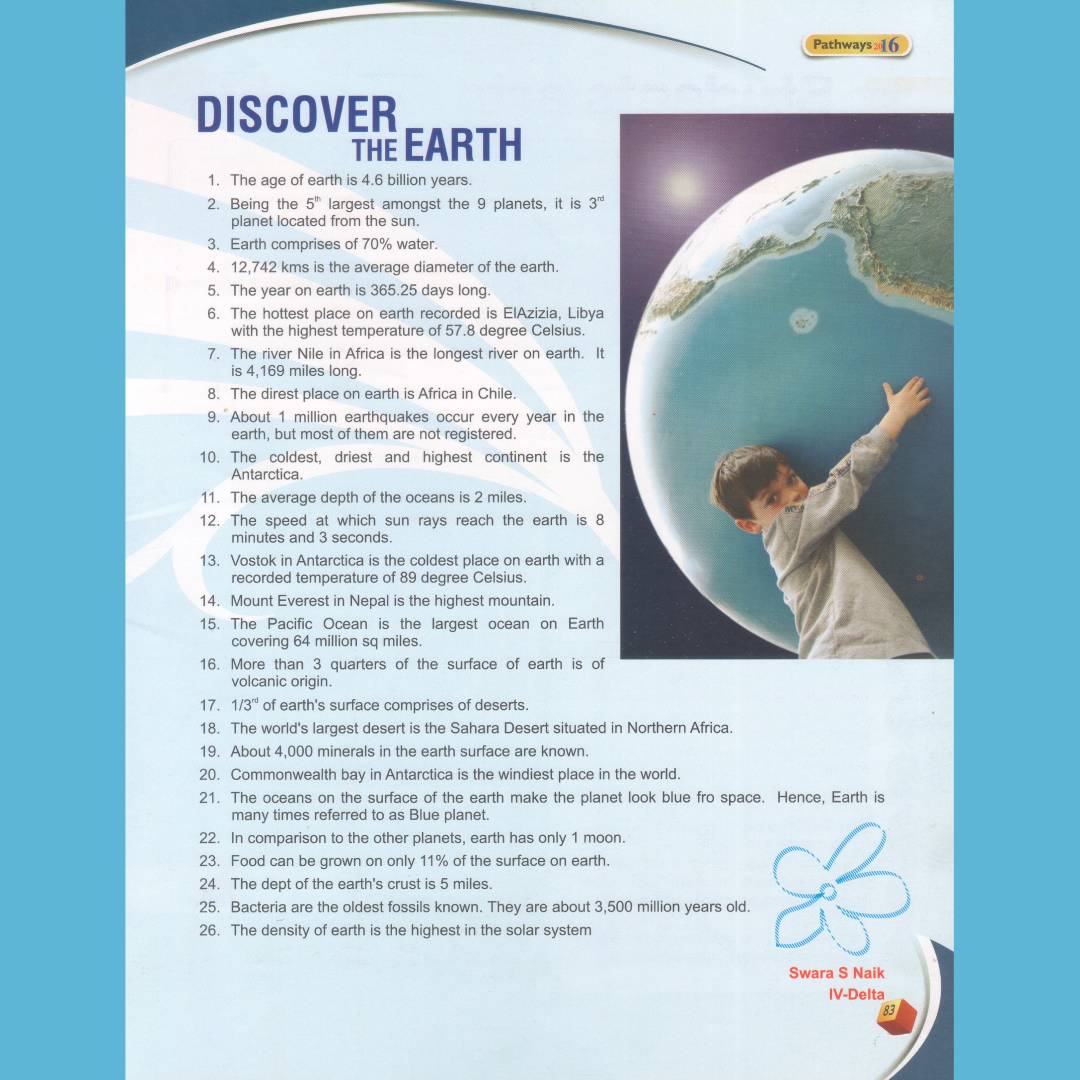 Pathways 2016
DISCOVER
THE EARTH
1. The age of earth is 4.6 billion years.
2. Being the 5th largest amongst the 9 planets, it is 3rd
planet located from the sun.
3. Earth comprises of 70% water.
4. 12,742 kms is the average diameter of the earth.
5. The year on earth is 365.25 days long.
6. The hottest place on earth recorded is ElAzizia, Libya
with the highest temperature of 57.8 degree Celsius.
7. The river Nile in Africa is the longest river on earth. It
is 4,169 miles long.
8. The direst place on earth is Africa in Chile.
9. About 1 million earthquakes occur every year in the
earth, but most of them are not registered.
10. The coldest, driest and highest continent is the
Antarctica.
11. The average depth of the oceans is 2 miles.
12. The speed at which sun rays reach the earth is 8
minutes and 3 seconds.
13. Vostok in Antarctica is the coldest place on earth with a
recorded temperature of 89 degree Celsius.
14. Mount Everest in Nepal is the highest mountain.
15. The Pacific Ocean is the largest ocean on Earth
covering 64 million sq miles.
16. More than 3 quarters of the surface of earth is of
volcanic origin.
17. 1/3rd of earth's surface comprises of deserts.
18. The world's largest desert is the Sahara Desert situated in Northern Africa.
19. About 4,000 minerals in the earth surface are known.
20. Commonwealth bay in Antarctica is the windiest place in the world.
21. The oceans on the surface of the earth make the planet look blue fro space. Hence, Earth is
many times referred to as Blue planet.
22. In comparison to the other planets, earth has only 1 moon.
23. Food can be grown on only 11% of the surface on earth.
24. The dept of the earth's crust is 5 miles.
25. Bacteria are the oldest fossils known. They are about 3,500 million years old.
26. The density of earth is the highest in the solar system
Swara S Naik
IV-Delta
83